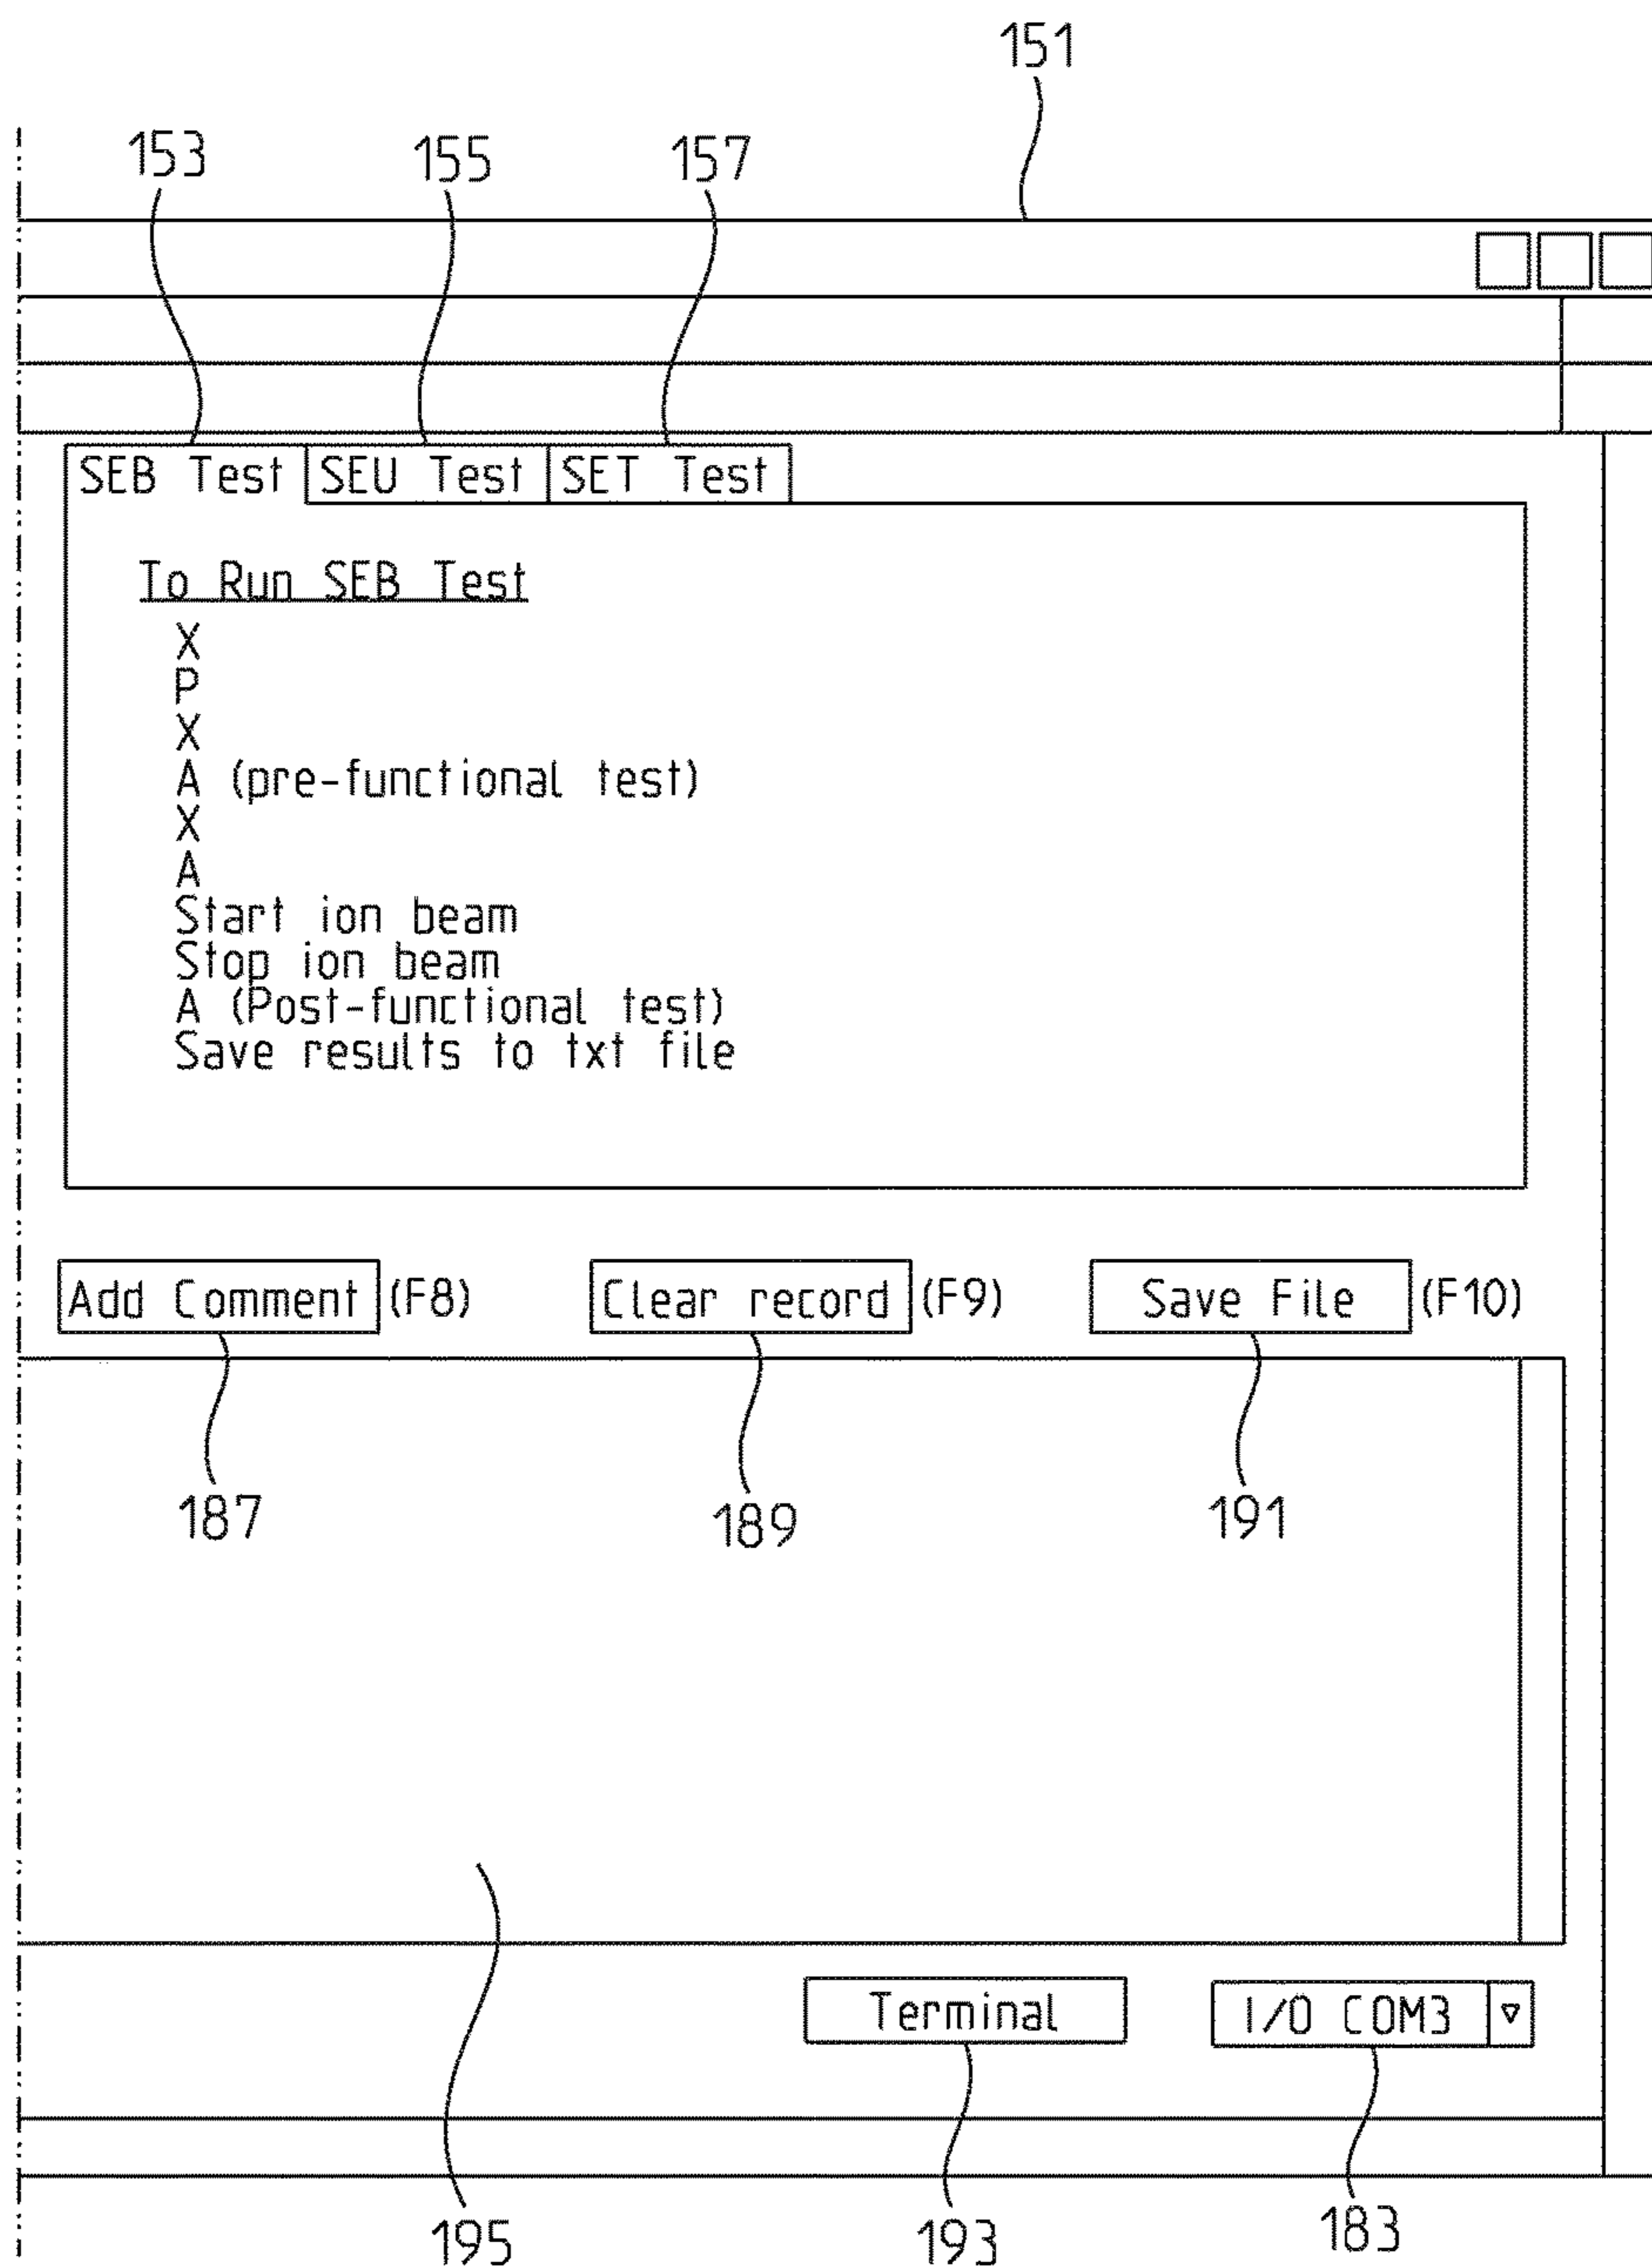 151
153 155 157
SEB Test SEU Test SET Test
To Run SEB Test
X
P
X
A (pre-functional test)
X
A
Start ion beam
Stop ion beam
A (Post-functional test)
Save results to txt file
Add Comment (F8) Clear record (F9) Save File (F10)
187 189 191
Terminal I/O COM3
195 193 183